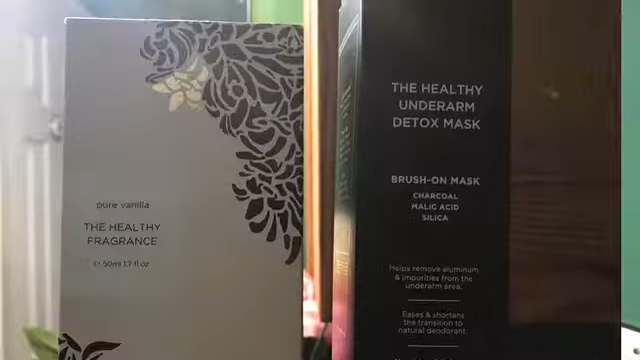 pure vanilla
THE HEALTHY
FRAGRANCE
e 50ml 1.7 fl oz
THE HEALTHY
UNDERARM
DETOX MASK
BRUSH-ON MASK
CHARCOAL
MALIC ACID
SILICA
Helps remove aluminum
& impurities from the
underarm area.
Eases & shortens
the transition to
natural deodorant.